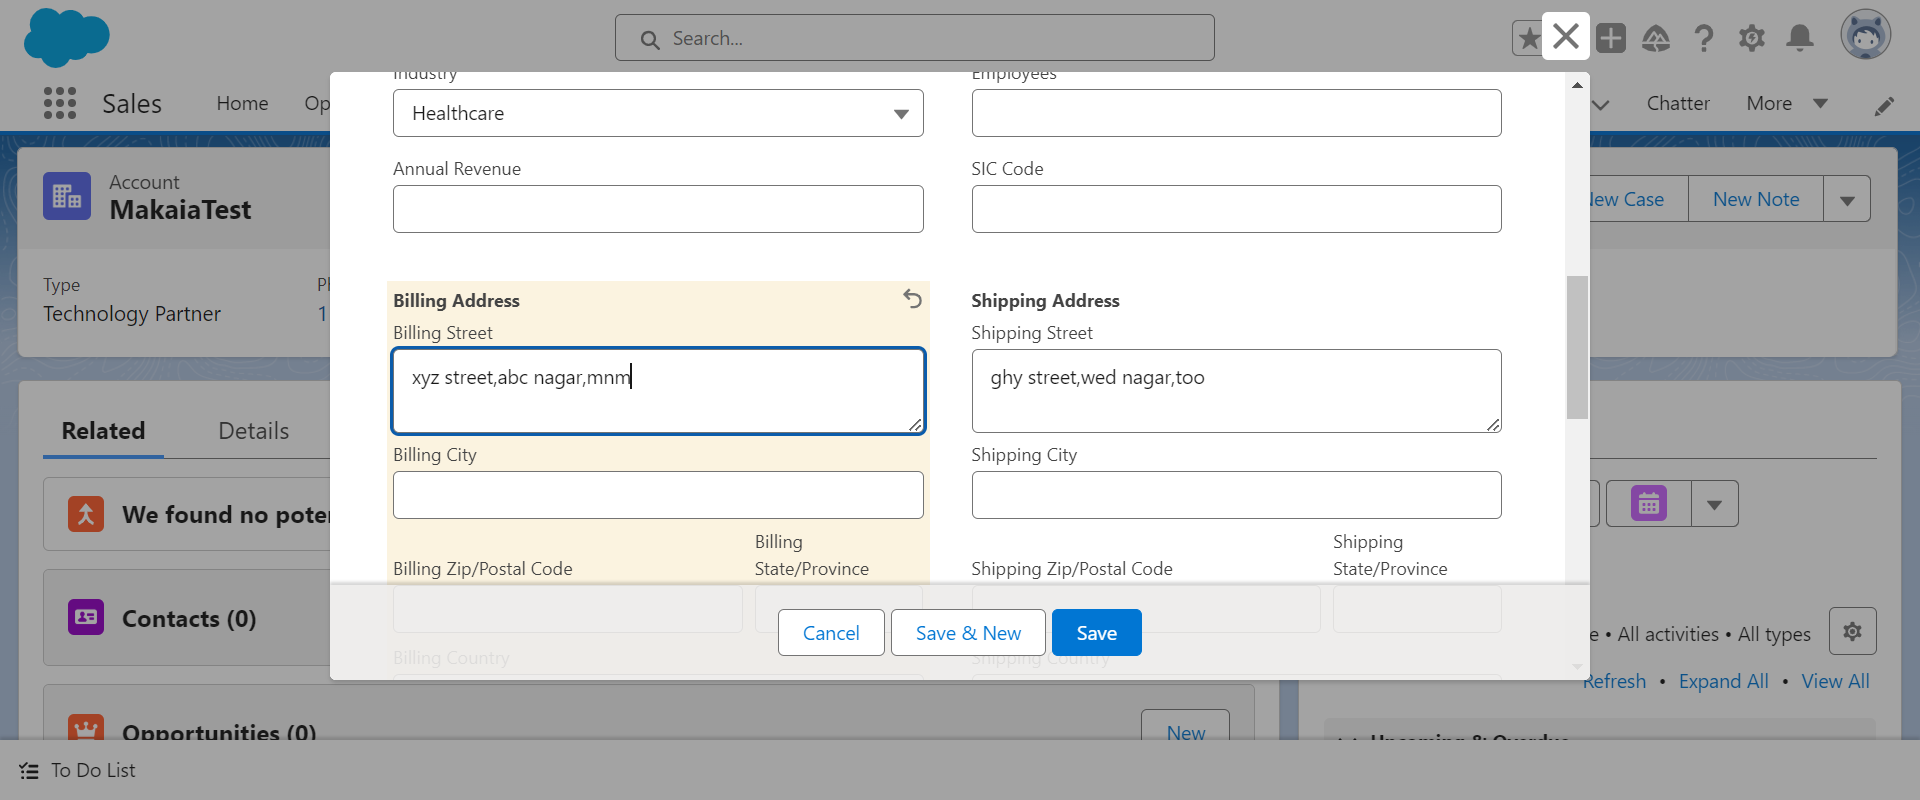 Search...
Sales
Home
Op
Chatter
More
Account
MakaiaTest
New Case
New Note
Type
Technology Partner
1
Related
Details
We found no poten
Contacts (0)
Opportunities (0)
New
Industry
Healthcare
Employees
Annual Revenue
SIC Code
Billing Address
Billing Street
xyz street,abc nagar,mnm
Billing City
Billing Zip/Postal Code
Billing
State/Province
Billing Country
Shipping Address
Shipping Street
ghy street,wed nagar,too
Shipping City
Shipping Zip/Postal Code
Shipping
State/Province
Shipping Country
Cancel
Save & New
Save
e • All activities • All types
Refresh • Expand All • View All
Upcoming & Overdue
To Do List